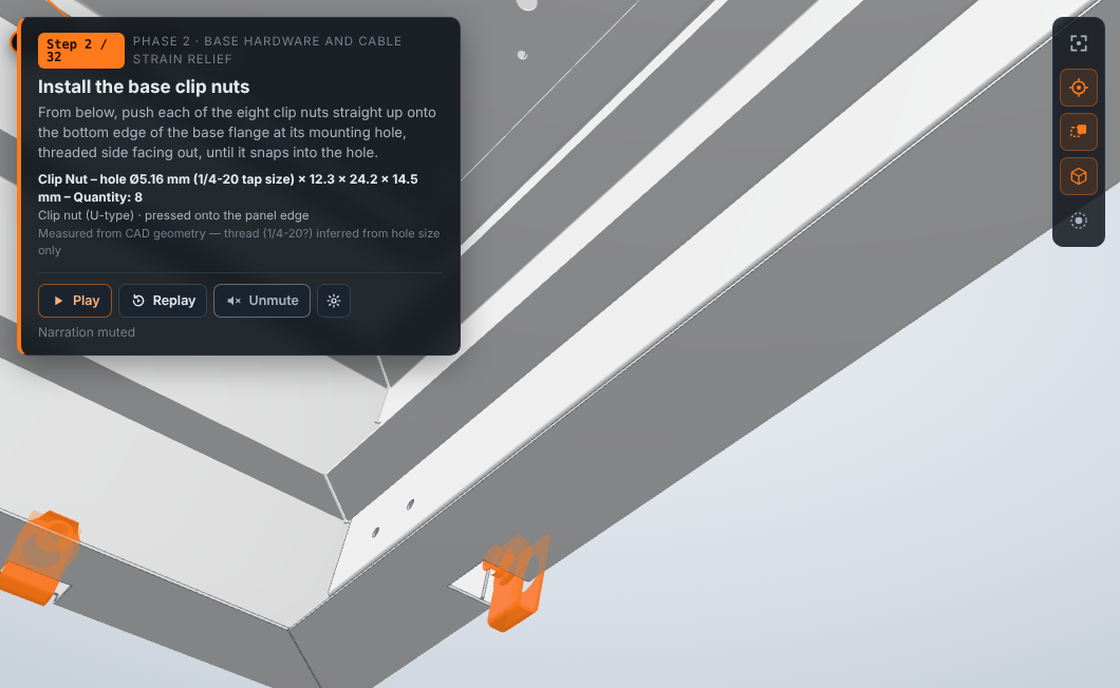 Step 2 /
32
PHASE 2 · BASE HARDWARE AND CABLE
STRAIN RELIEF
Install the base clip nuts
From below, push each of the eight clip nuts straight up onto
the bottom edge of the base flange at its mounting hole,
threaded side facing out, until it snaps into the hole.
Clip Nut – hole Ø5.16 mm (1/4-20 tap size) × 12.3 × 24.2 × 14.5
mm – Quantity: 8
Clip nut (U-type) · pressed onto the panel edge
Measured from CAD geometry — thread (1/4-20?) inferred from hole size
only
Play
Replay
Unmute
Narration muted